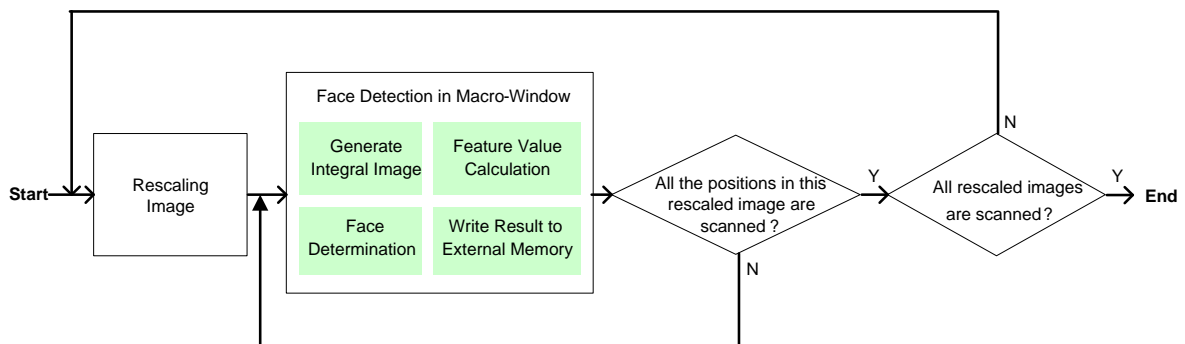 Start
Rescaling
Image
Face Detection in Macro-Window
Generate
Integral Image
Feature Value
Calculation
Face
Determination
Write Result to
External Memory
All the positions in this
rescaled image are
scanned ?
Y
N
All rescaled images
are scanned ?
N
Y
End